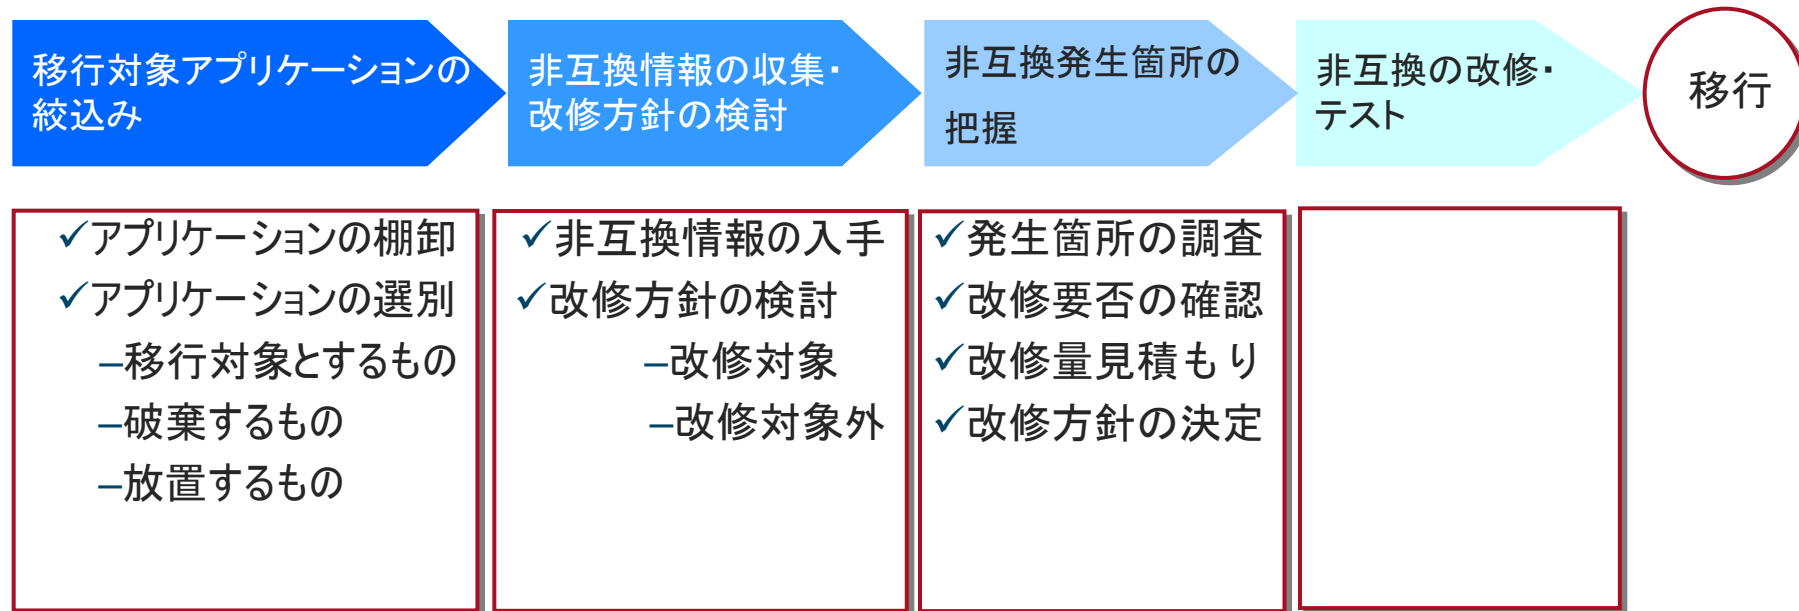 移行対象アプリケーションの
絞込み
非互換情報の収集・
改修方針の検討
非互換発生箇所の
把握
非互換の改修・
テスト
移行
✓アプリケーションの棚卸
✓アプリケーションの選別
–移行対象とするもの
–破棄するもの
–放置するもの
✓非互換情報の入手
✓改修方針の検討
–改修対象
–改修対象外
✓発生箇所の調査
✓改修要否の確認
✓改修量見積もり
✓改修方針の決定